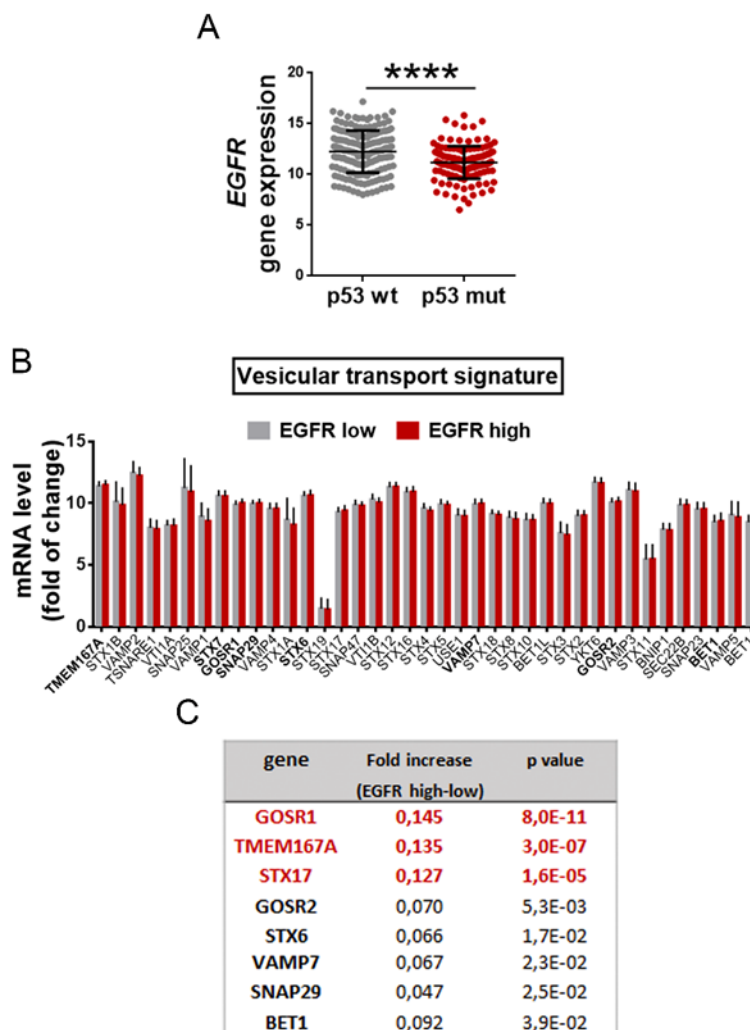 A
****
EGFR
gene expression
20
15
10
5
0
p53 wt
p53 mut
B
Vesicular transport signature
EGFR low
EGFR high
mRNA level
(fold of change)
15
10
5
0
TMEM167A
STX1B
VAMP2
TSNARE1
VTI1A
SNAP25
VAMP1
STX7
GOSR1
SNAP29
VAMP4
STX1A
STX6
STX19
STX17
SNAP47
VTI1B
STX12
STX16
STX4
STX5
USE1
VAMP7
STX18
STX8
STX10
BET1L
STX3
STX2
YKT6
GOSR2
VAMP3
STX11
BNIP1
SEC22B
SNAP23
BET1
VAMP5
BET1
C
gene Fold increase p value
(EGFR high-low)
GOSR1 0,145 8,0E-11
TMEM167A 0,135 3,0E-07
STX17 0,127 1,6E-05
GOSR2 0,070 5,3E-03
STX6 0,066 1,7E-02
VAMP7 0,067 2,3E-02
SNAP29 0,047 2,5E-02
BET1 0,092 3,9E-02